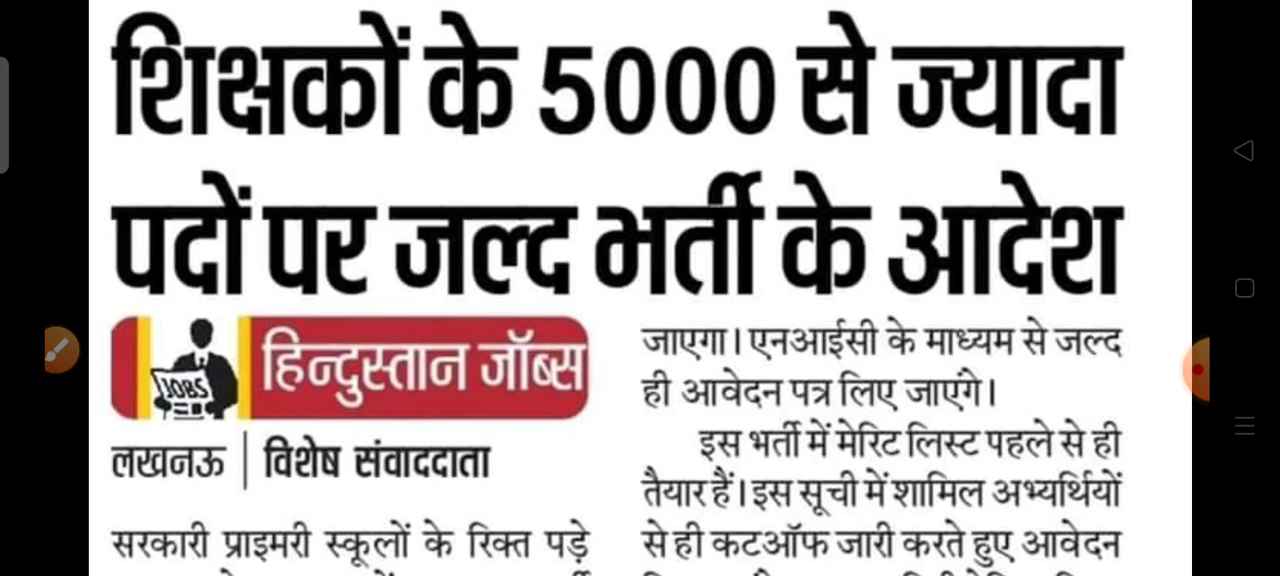 शिक्षकों के 5000 से ज्यादा
पदों पर जल्द भर्ती के आदेश
JOBS
हिन्दुस्तान जॉब्स
लखनऊ | विशेष संवाददाता
सरकारी प्राइमरी स्कूलों के रिक्त पड़े
जाएगा। एनआईसी के माध्यम से जल्द
ही आवेदन पत्र लिए जाएंगे।
इस भर्ती में मेरिट लिस्ट पहले से ही
तैयार हैं। इस सूची में शामिल अभ्यर्थियों
से ही कटऑफ जारी करते हुए आवेदन